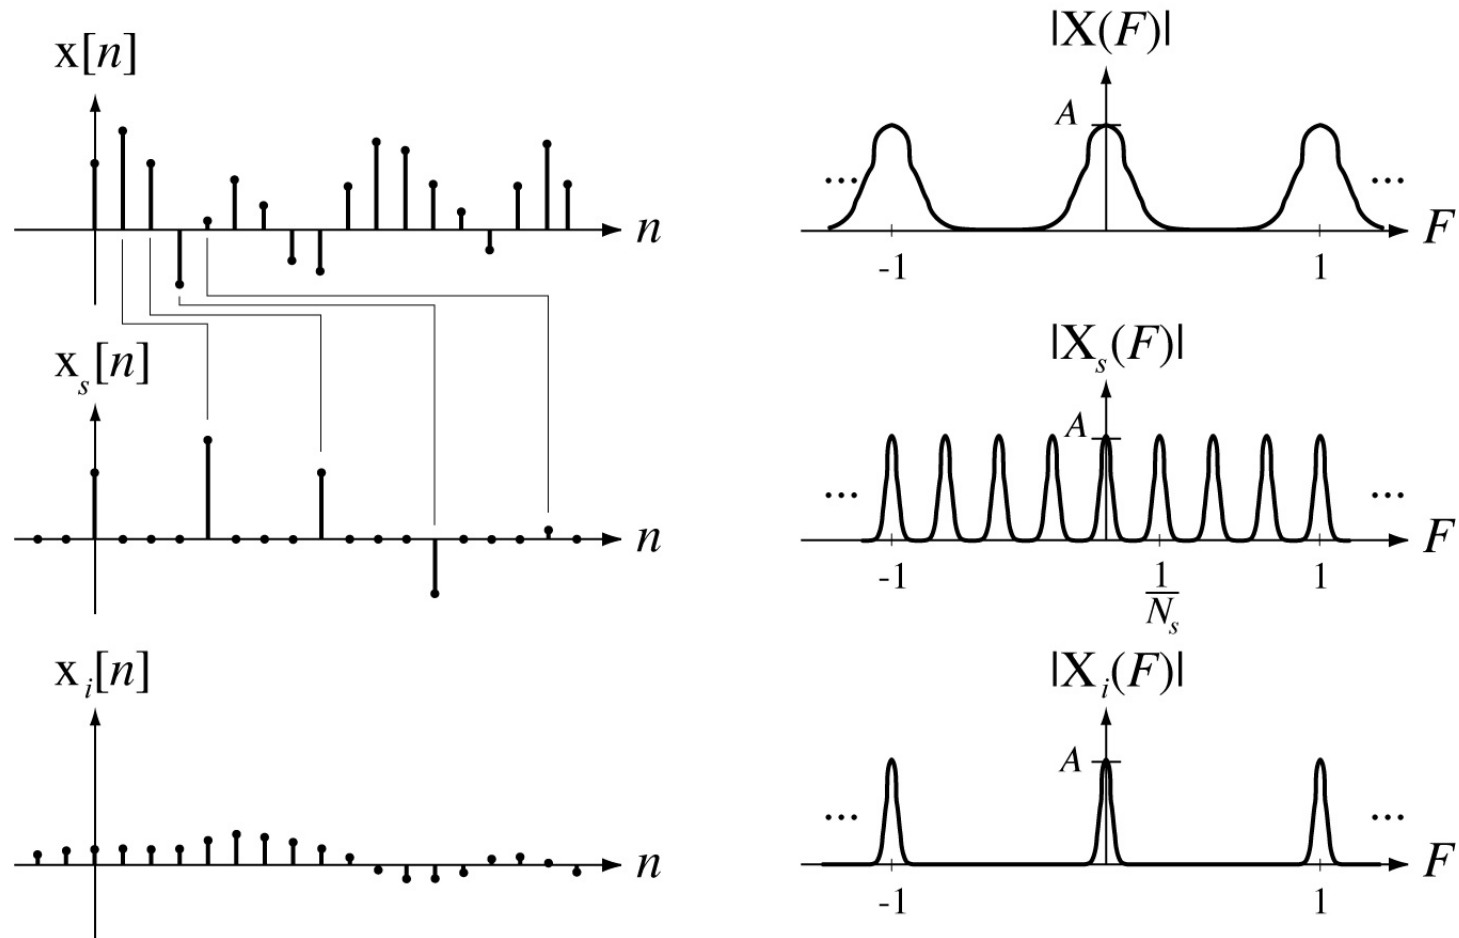 x[n]
n
|X(F)|
A
...
...
F
-1
1
x_s[n]
n
|X_s(F)|
A
...
...
F
-1
1/N_s
1
x_i[n]
n
|X_i(F)|
A
...
...
F
-1
1